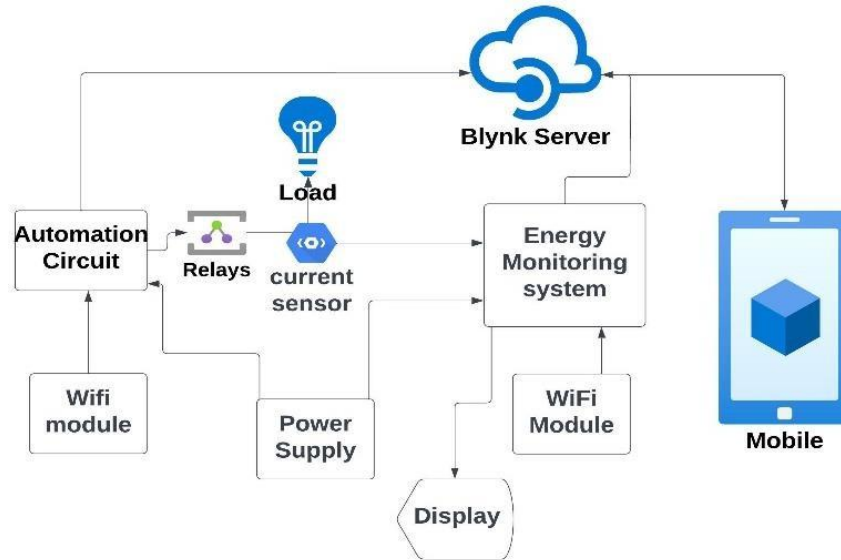 Blynk Server
Load
Automation
Circuit
Relays
current
sensor
Energy
Monitoring
system
Wifi
module
Power
Supply
WiFi
Module
Mobile
Display